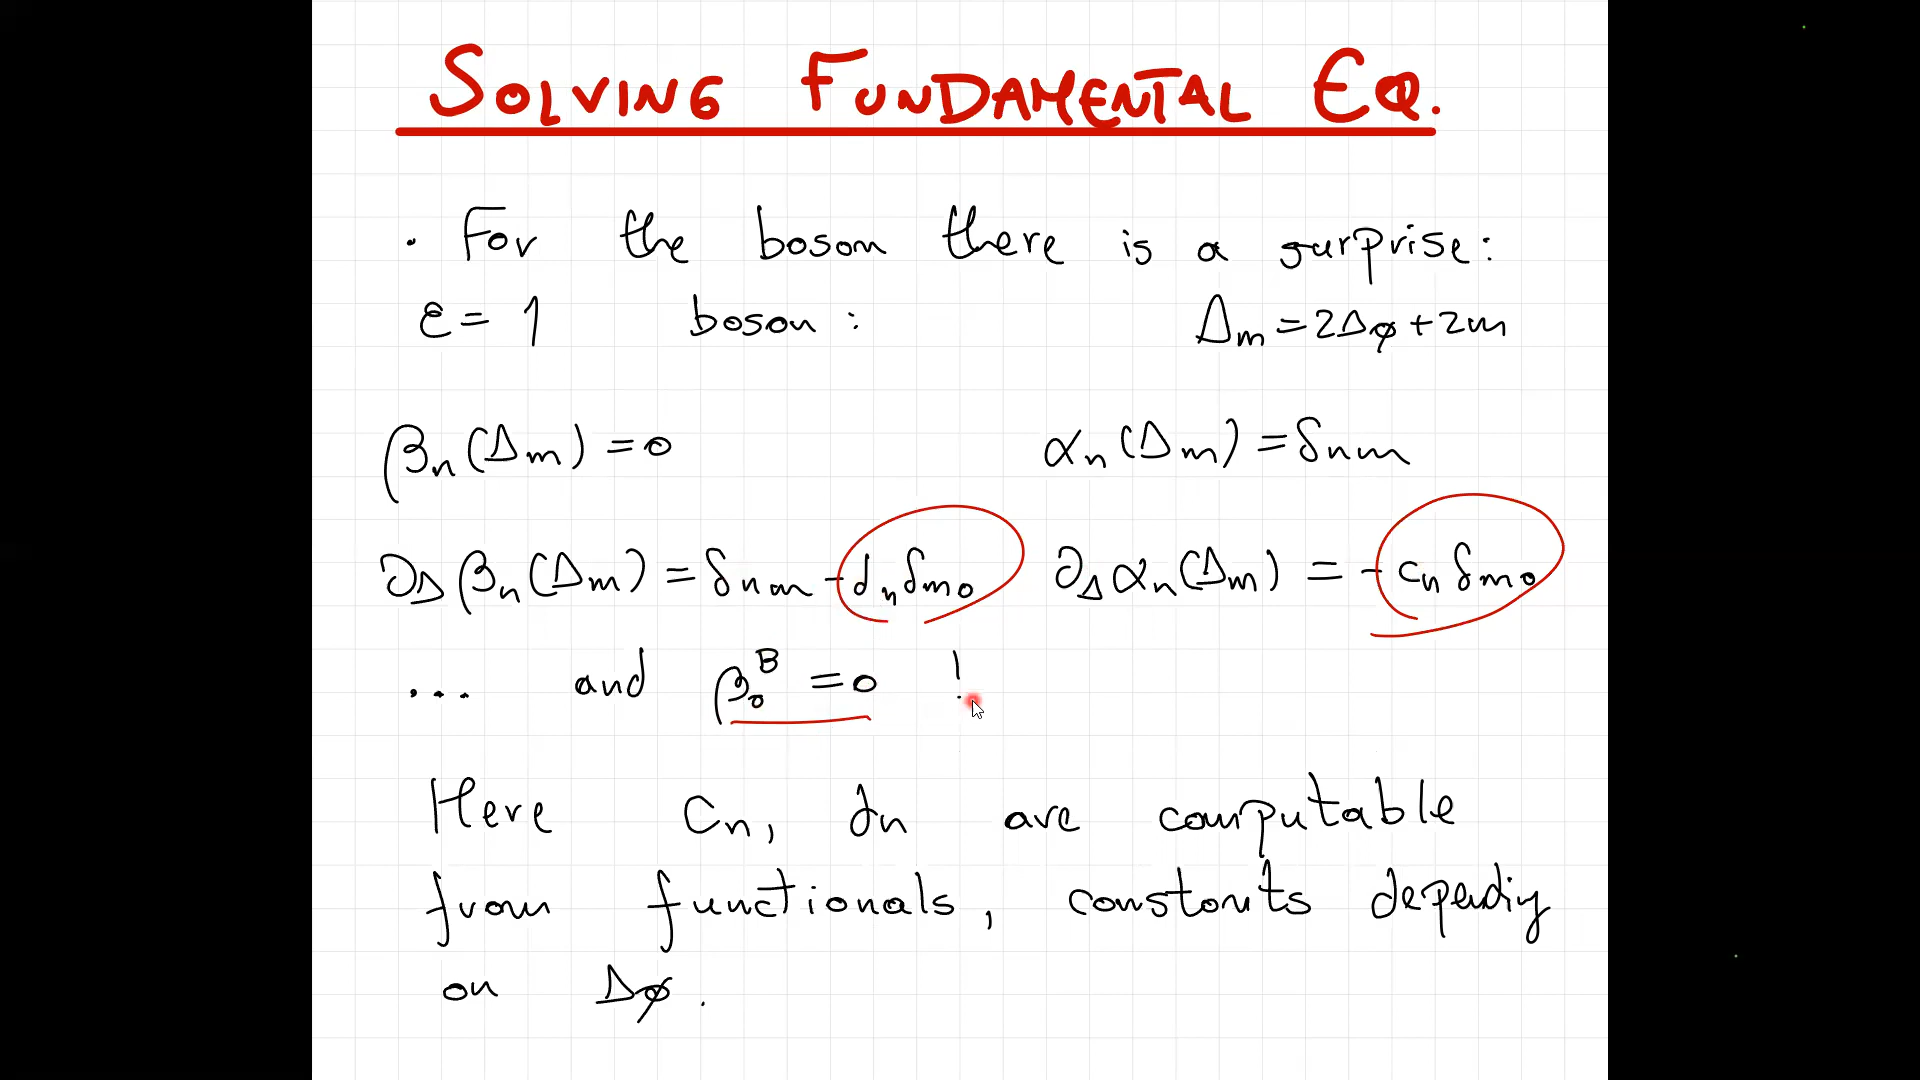 SOLVING FUNDAMENTAL EQ.
· For the boson there is a surprise:
ε = 1 boson : Δm = 2Δφ + 2m
βn(Δm) = 0 αn(Δm) = δnm
∂Δ βn(Δm) = δnm - dn δm0 ∂Δ αn(Δm) = - cn δm0
... and β0^B = 0 !
Here Cn, dn are computable
from functionals, constants depending
on Δφ.